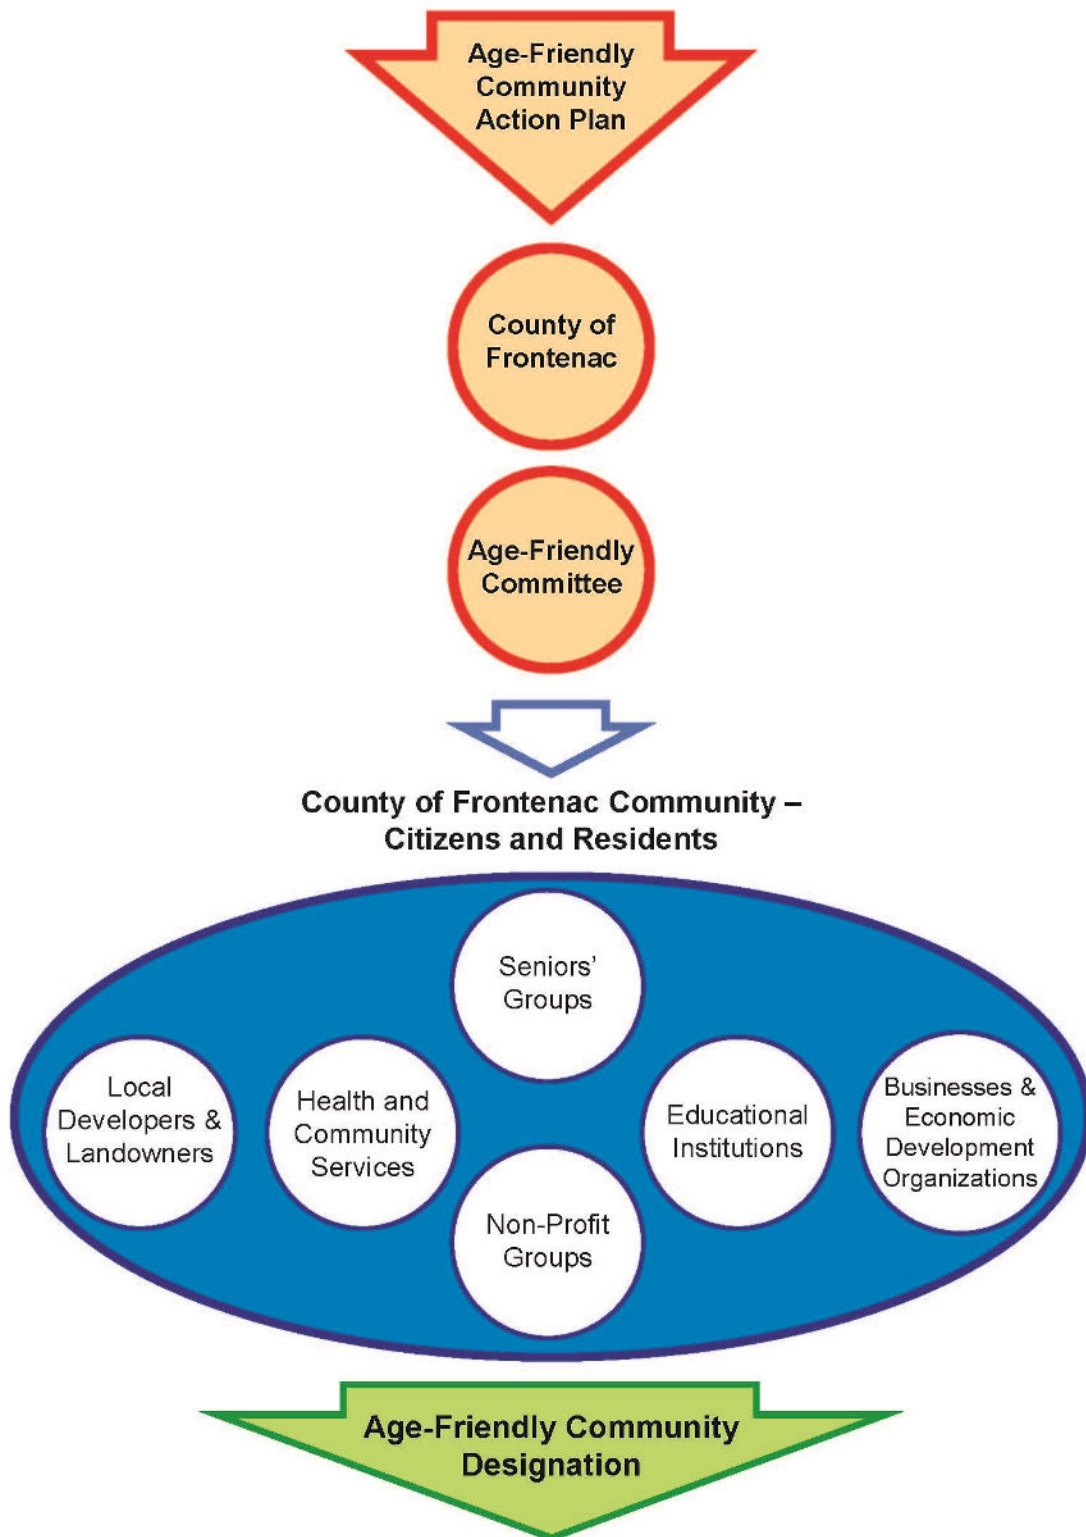 Age-Friendly
Community
Action Plan
County of
Frontenac
Age-Friendly
Committee
County of Frontenac Community –
Citizens and Residents
Seniors’
Groups
Local
Developers &
Landowners
Health and
Community
Services
Educational
Institutions
Businesses &
Economic
Development
Organizations
Non-Profit
Groups
Age-Friendly Community
Designation